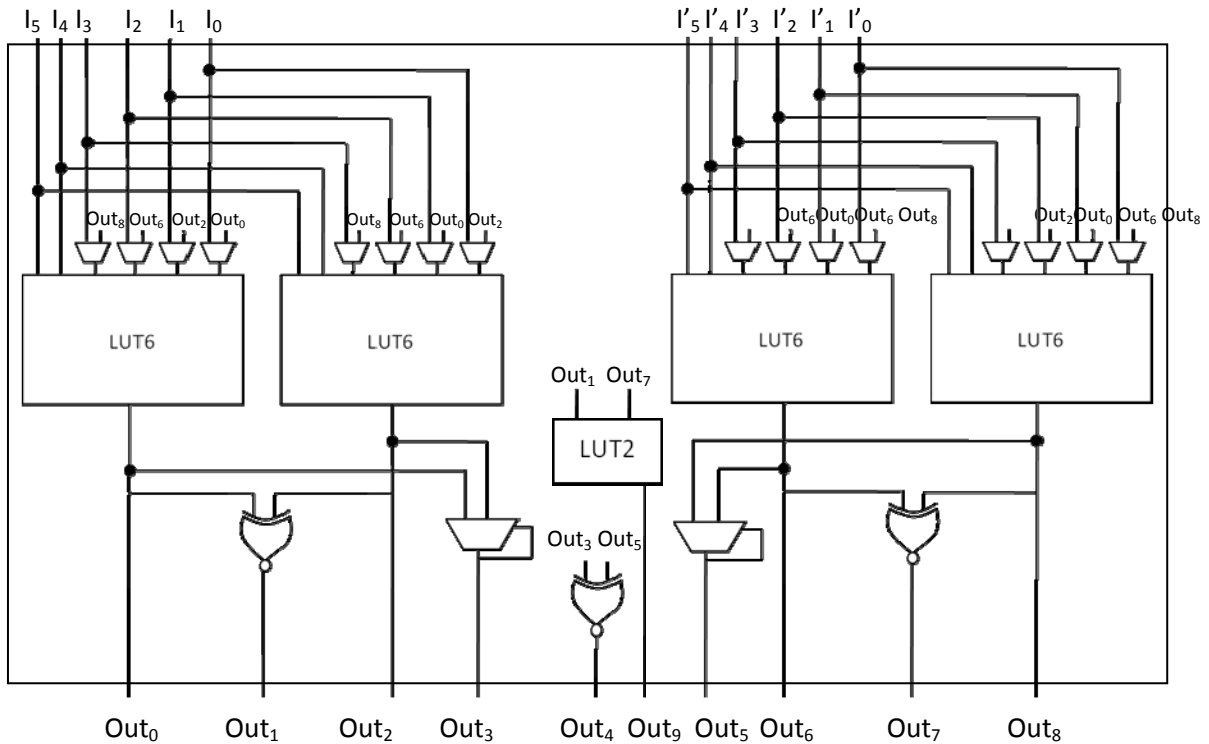 I₅ I₄ I₃ I₂ I₁ I₀ I’₅ I’₄ I’₃ I’₂ I’₁ I’₀
Out₈ Out₆ Out₂ Out₀ Out₈ Out₆ Out₀ Out₂ Out₆ Out₀ Out₆ Out₈ Out₂ Out₀ Out₆ Out₈
LUT6 LUT6 LUT6 LUT6
Out₁ Out₇
LUT2
Out₃ Out₅
Out₀ Out₁ Out₂ Out₃ Out₄ Out₉ Out₅ Out₆ Out₇ Out₈